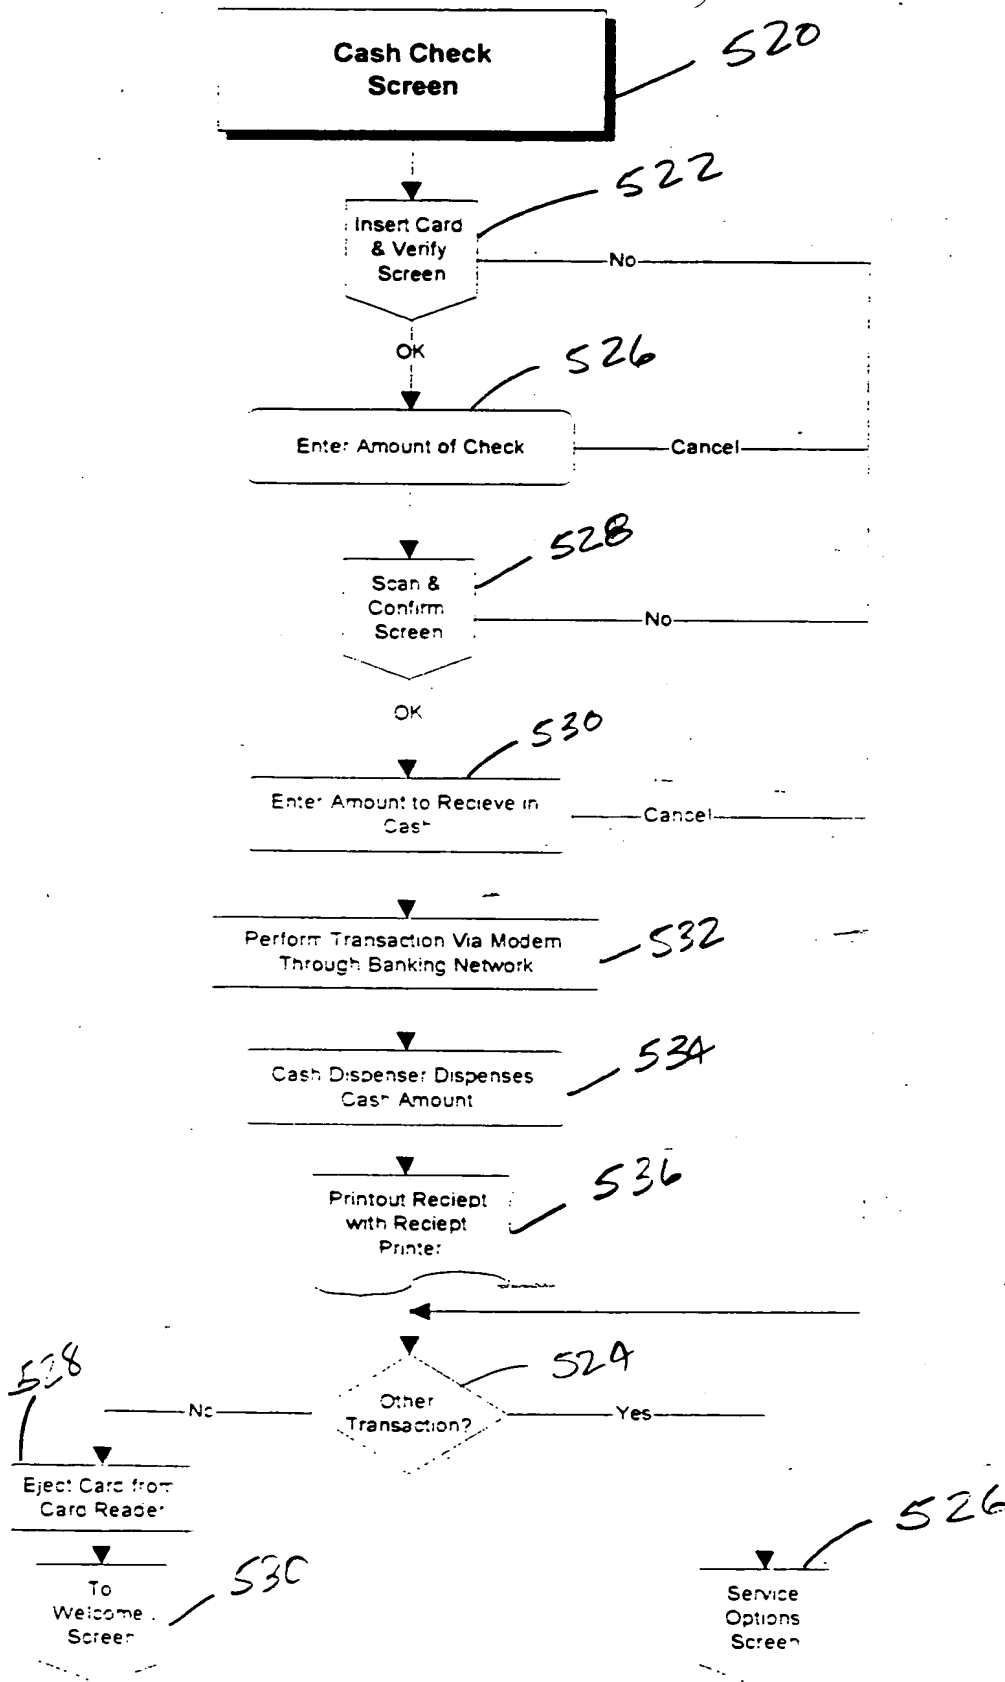 Cash Check
Screen
520
522
Insert Card
& Verify
Screen
No
OK
526
Enter Amount of Check
Cancel
528
Scan &
Confirm
Screen
No
OK
530
Enter Amount to Recieve in
Cash
Cancel
Perform Transaction Via Modem
Through Banking Network
532
Cash Dispenser Dispenses
Cash Amount
534
Printout Reciept
with Reciept
Printer
536
528
524
Other
Transaction?
No
Yes
Eject Card from
Card Reader
526
To
Welcome
Screen
530
Service
Options
Screen